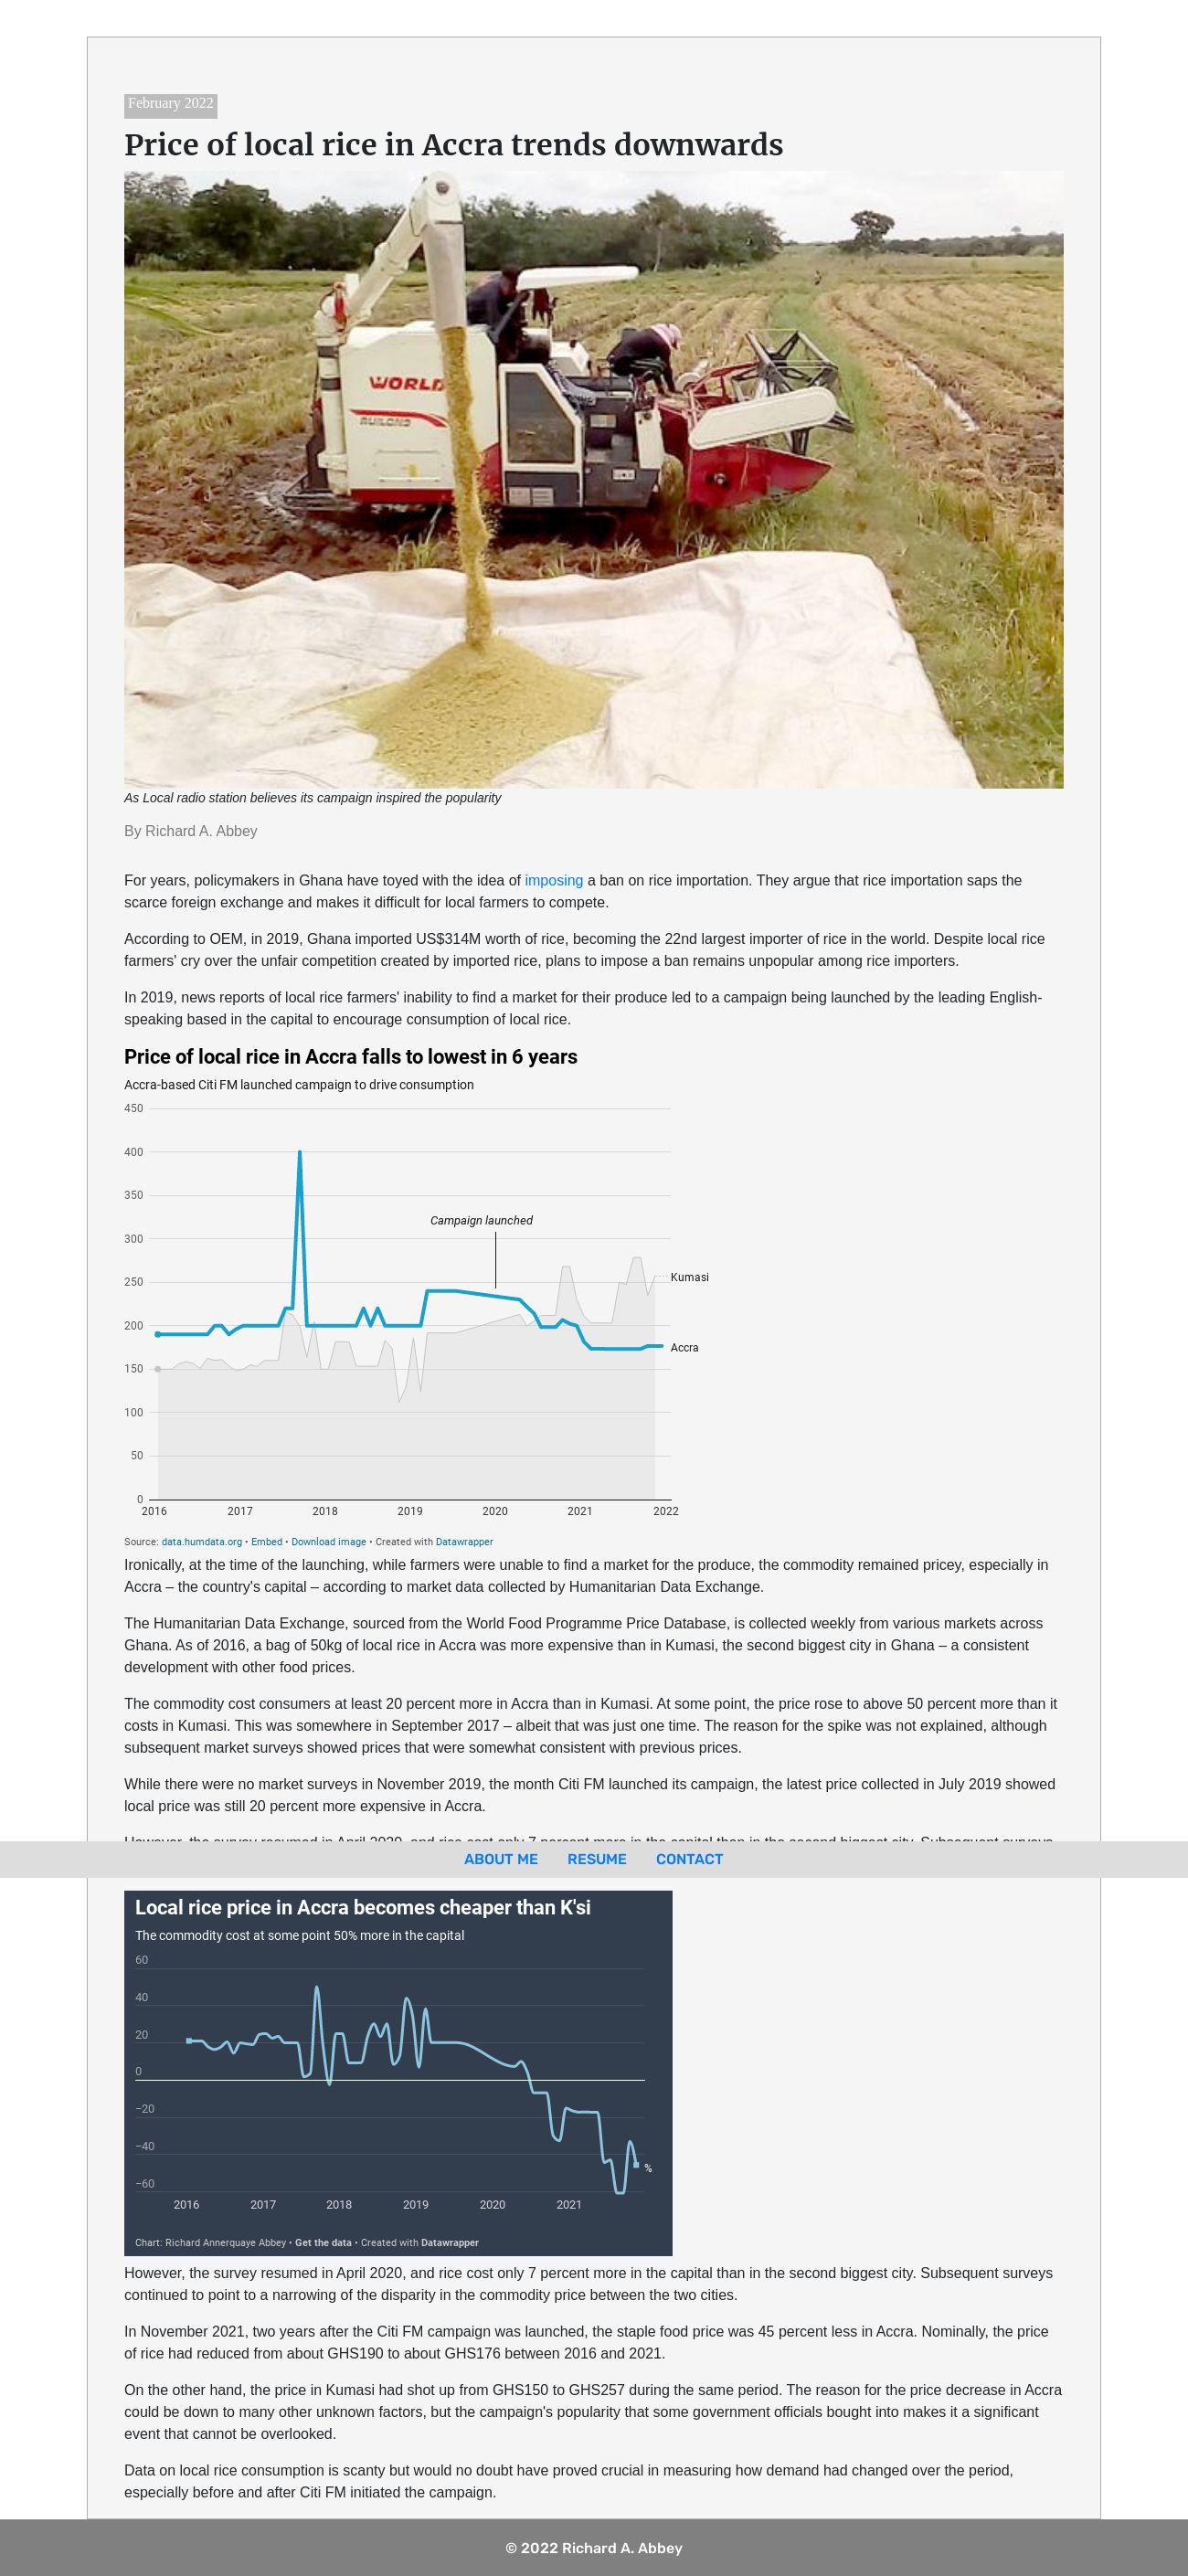 February 2022
Price of local rice in Accra trends downwards
WORLD
RUILONG
As Local radio station believes its campaign inspired the popularity
By Richard A. Abbey
For years, policymakers in Ghana have toyed with the idea of imposing a ban on rice importation. They argue that rice importation saps the
scarce foreign exchange and makes it difficult for local farmers to compete.
According to OEM, in 2019, Ghana imported US$314M worth of rice, becoming the 22nd largest importer of rice in the world. Despite local rice
farmers' cry over the unfair competition created by imported rice, plans to impose a ban remains unpopular among rice importers.
In 2019, news reports of local rice farmers' inability to find a market for their produce led to a campaign being launched by the leading English-
speaking based in the capital to encourage consumption of local rice.
Price of local rice in Accra falls to lowest in 6 years
Accra-based Citi FM launched campaign to drive consumption
450
400
350
Campaign launched
300
250
Kumasi
200
Accra
150
100
50
0
2016 2017 2018 2019 2020 2021 2022
Source: data.humdata.org • Embed • Download image • Created with Datawrapper
Ironically, at the time of the launching, while farmers were unable to find a market for the produce, the commodity remained pricey, especially in
Accra – the country's capital – according to market data collected by Humanitarian Data Exchange.
The Humanitarian Data Exchange, sourced from the World Food Programme Price Database, is collected weekly from various markets across
Ghana. As of 2016, a bag of 50kg of local rice in Accra was more expensive than in Kumasi, the second biggest city in Ghana – a consistent
development with other food prices.
The commodity cost consumers at least 20 percent more in Accra than in Kumasi. At some point, the price rose to above 50 percent more than it
costs in Kumasi. This was somewhere in September 2017 – albeit that was just one time. The reason for the spike was not explained, although
subsequent market surveys showed prices that were somewhat consistent with previous prices.
While there were no market surveys in November 2019, the month Citi FM launched its campaign, the latest price collected in July 2019 showed
local price was still 20 percent more expensive in Accra.
However, the survey resumed in April 2020, and rice cost only 7 percent more in the capital than in the second biggest city. Subsequent surveys
ABOUT ME RESUME CONTACT
Local rice price in Accra becomes cheaper than K'si
The commodity cost at some point 50% more in the capital
60
40
20
0
−20
−40
%
−60
2016 2017 2018 2019 2020 2021
Chart: Richard Annerquaye Abbey • Get the data • Created with Datawrapper
However, the survey resumed in April 2020, and rice cost only 7 percent more in the capital than in the second biggest city. Subsequent surveys
continued to point to a narrowing of the disparity in the commodity price between the two cities.
In November 2021, two years after the Citi FM campaign was launched, the staple food price was 45 percent less in Accra. Nominally, the price
of rice had reduced from about GHS190 to about GHS176 between 2016 and 2021.
On the other hand, the price in Kumasi had shot up from GHS150 to GHS257 during the same period. The reason for the price decrease in Accra
could be down to many other unknown factors, but the campaign's popularity that some government officials bought into makes it a significant
event that cannot be overlooked.
Data on local rice consumption is scanty but would no doubt have proved crucial in measuring how demand had changed over the period,
especially before and after Citi FM initiated the campaign.
© 2022 Richard A. Abbey